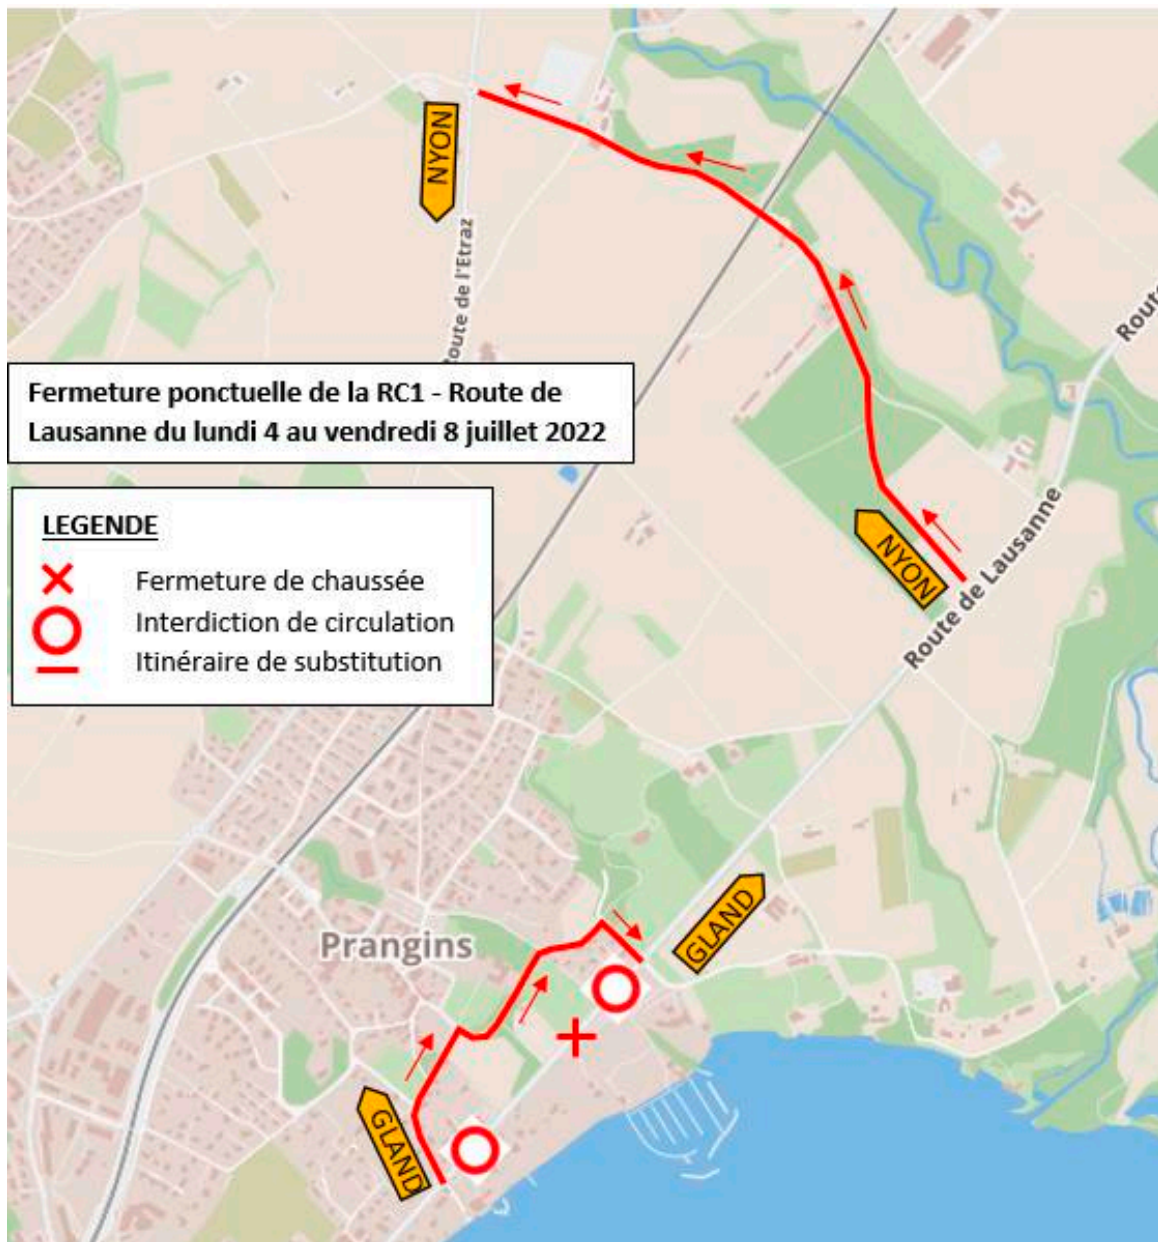 NYON
Route de l'Etraz
Route
Fermeture ponctuelle de la RC1 - Route de
Lausanne du lundi 4 au vendredi 8 juillet 2022
LEGENDE
Fermeture de chaussée
Interdiction de circulation
Itinéraire de substitution
NYON
Route de Lausanne
GLAND
Prangins
GLAND